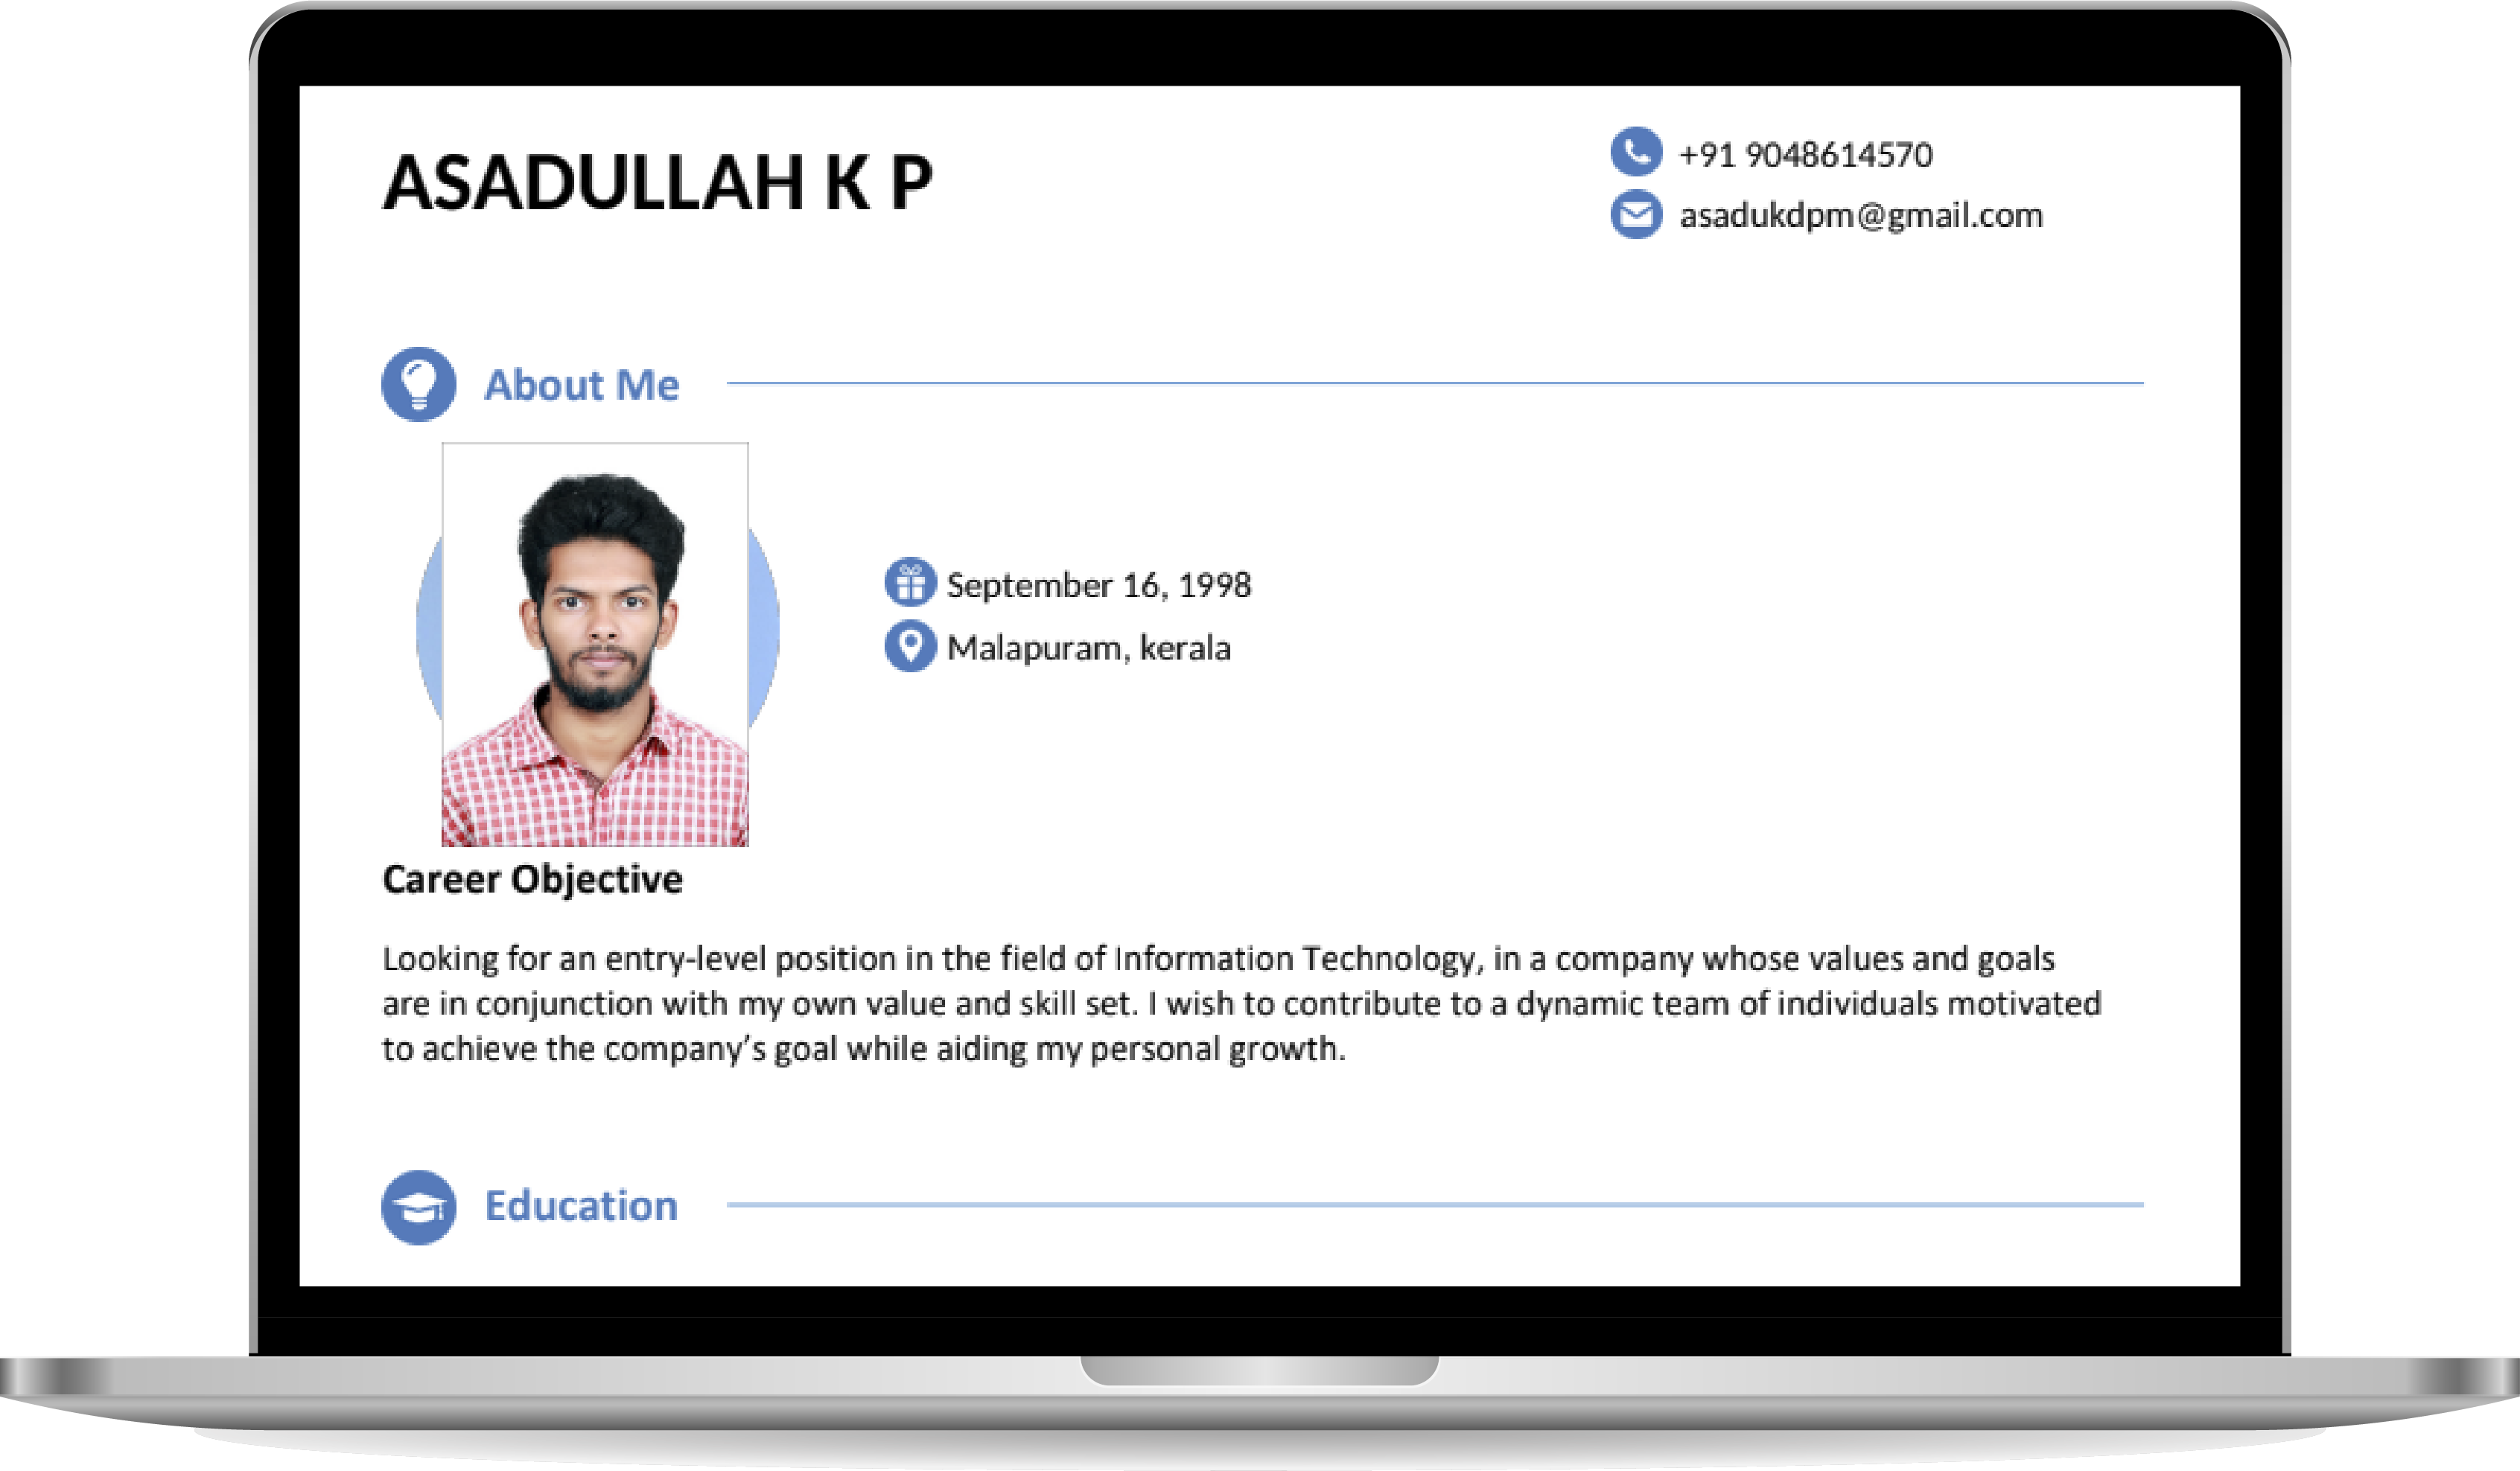 ASADULLAH K P
+91 9048614570
asadukdpm@gmail.com
About Me
September 16, 1998
Malapuram, kerala
Career Objective
Looking for an entry-level position in the field of Information Technology, in a company whose values and goals
are in conjunction with my own value and skill set. I wish to contribute to a dynamic team of individuals motivated
to achieve the company’s goal while aiding my personal growth.
Education